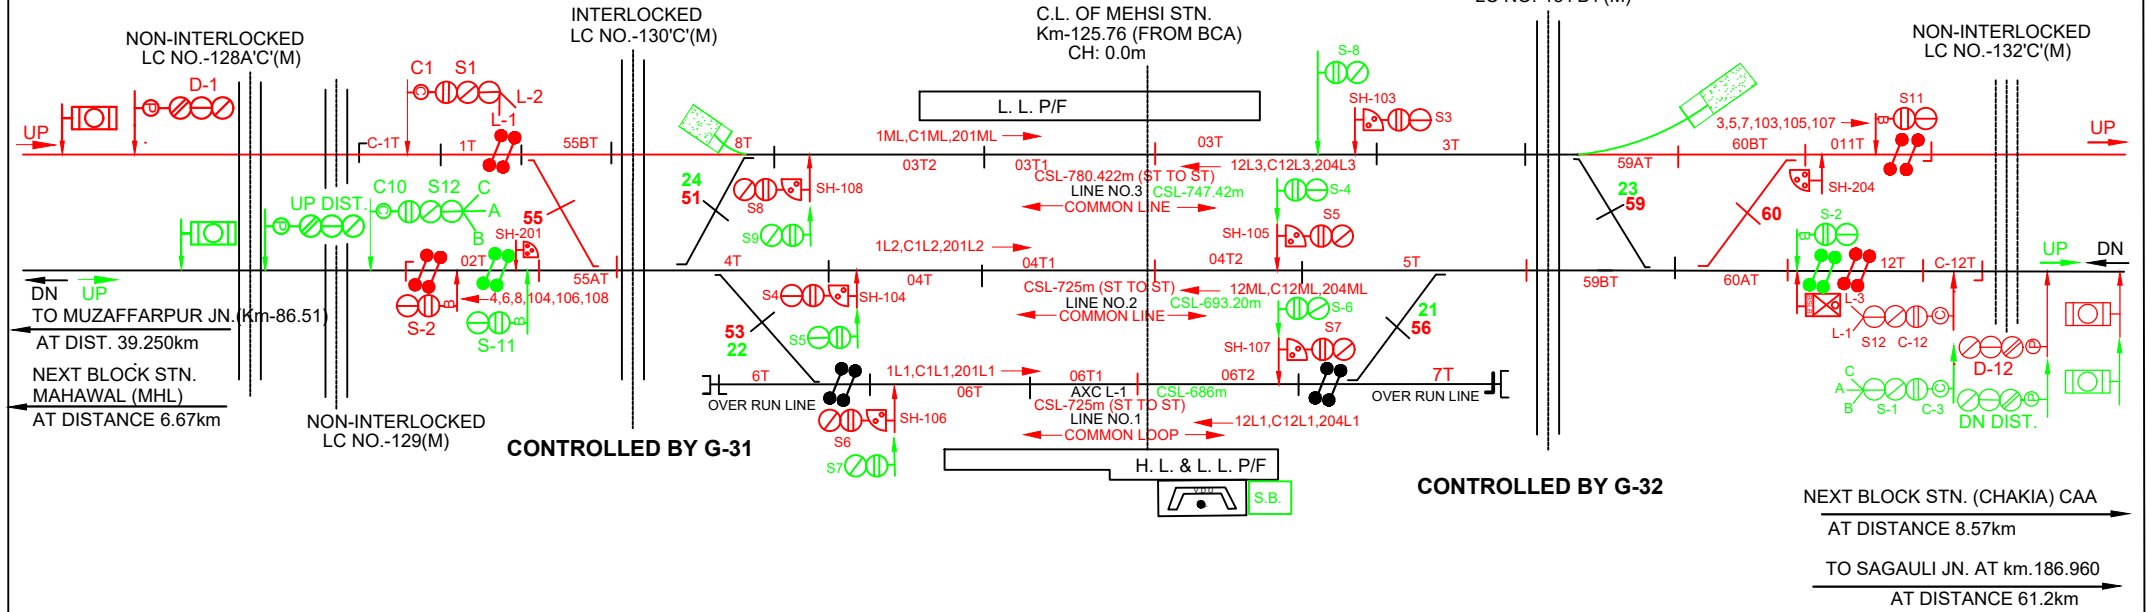 NON-INTERLOCKED
LC NO.-128A'C'(M)
INTERLOCKED
LC NO.-130'C'(M)
C.L. OF MEHSI STN.
Km-125.76 (FROM BCA)
CH: 0.0m
NON-INTERLOCKED
LC NO.-132'C'(M)
D-1
C1
S1
L-2
L-1
L. L. P/F
S-8
SH-103
S3
S11
3,5,7,103,105,107
UP
UP
C-1T
1T
55BT
8T
1ML,C1ML,201ML
03T2
03T1
03T
12L3,C12L3,204L3
3T
59AT
60BT
011T
CSL-780.422m (ST TO ST)
LINE NO.3
CSL-747.42m
COMMON LINE
24
51
S8
SH-108
S9
S-4
S5
SH-105
23
59
60
SH-204
UP DIST.
C10
S12
C
A
B
SH-201
55
S-2
1L2,C1L2,201L2
02T
55AT
4T
04T
04T1
04T2
5T
59BT
60AT
12T
C-12T
UP
DN
DN
UP
CSL-725m (ST TO ST)
LINE NO.2
CSL-693.20m
COMMON LINE
12ML,C12ML,204ML
4,6,8,104,106,108
S-2
S-11
S4
SH-104
S5
S-6
S7
SH-107
21
56
53
22
L-3
L-1
S12
C-12
D-12
TO MUZAFFARPUR JN.(Km-86.51)
AT DIST. 39.250km
NEXT BLOCK STN.
MAHAWAL (MHL)
AT DISTANCE 6.67km
NON-INTERLOCKED
LC NO.-129(M)
6T
OVER RUN LINE
1L1,C1L1,201L1
06T
06T1
06T2
7T
OVER RUN LINE
AXC L-1
CSL-686m
CSL-725m (ST TO ST)
LINE NO.1
COMMON LOOP
12L1,C12L1,204L1
S6
SH-106
S7
C
A
B
S-1
C-3
DN DIST.
CONTROLLED BY G-31
H. L. & L. L. P/F
VDU
S.B.
CONTROLLED BY G-32
NEXT BLOCK STN. (CHAKIA) CAA
AT DISTANCE 8.57km
TO SAGAULI JN. AT km.186.960
AT DISTANCE 61.2km